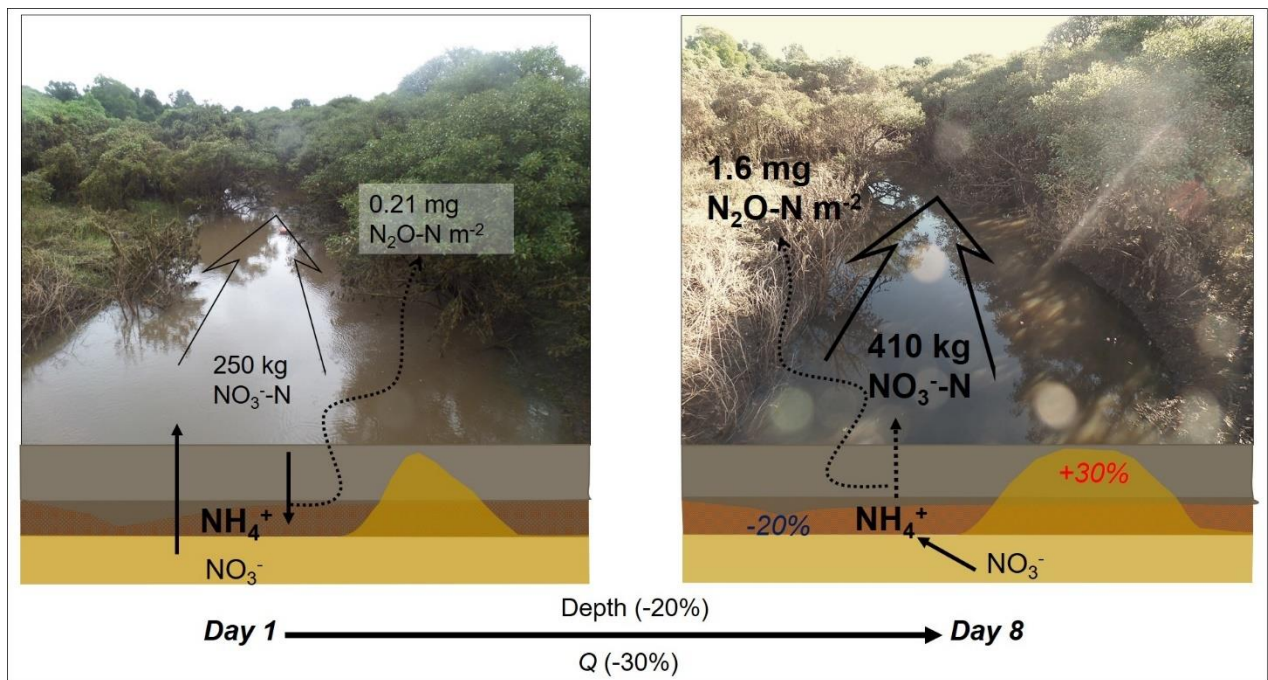 0.21 mg
N₂O-N m⁻²
250 kg
NO₃⁻-N
NH₄⁺
NO₃⁻
1.6 mg
N₂O-N m⁻²
410 kg
NO₃⁻-N
+30%
-20%
NH₄⁺
NO₃⁻
Depth (-20%)
Day 1
Day 8
Q (-30%)